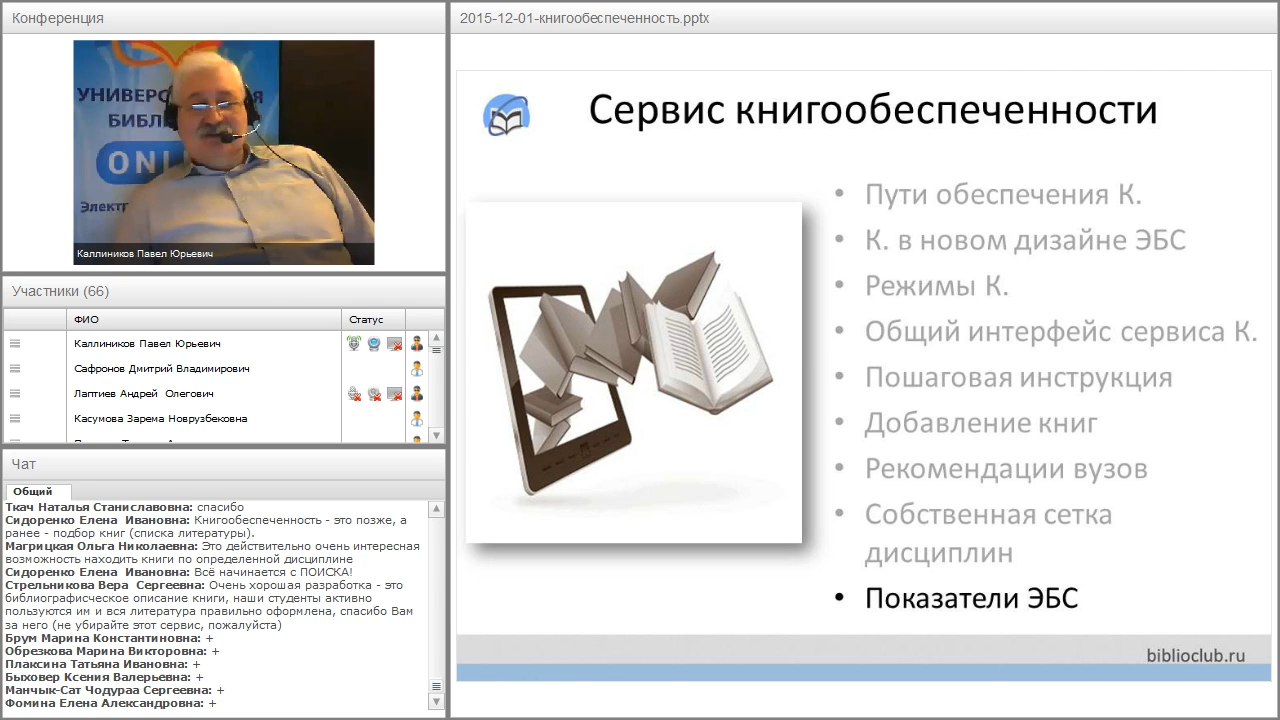 Конференция
УНИВЕРС
БИБЛ
ONL
Элект
Каллиников Павел Юрьевич
Участники (66)
ФИО
Статус
Каллиников Павел Юрьевич
Сафронов Дмитрий Владимирович
Лаптиев Андрей Олегович
Касумова Зарема Новрузбековна
Чат
Общий
Ткач Наталья Станиславовна: спасибо
Сидоренко Елена Ивановна: Книгообеспеченность - это позже, а
ранее - подбор книг (списка литературы).
Магрицкая Ольга Николаевна: Это действительно очень интересная
возможность находить книги по определенной дисциплине
Сидоренко Елена Ивановна: Всё начинается с ПОИСКА!
Стрельникова Вера Сергеевна: Очень хорошая разработка - это
библиографисческое описание книги, наши студенты активно
пользуются им и вся литература правильно оформлена, спасибо Вам
за него (не убирайте этот сервис, пожалуйста)
Брум Марина Константиновна: +
Обрезкова Марина Викторовна: +
Плаксина Татьяна Ивановна: +
Быховер Ксения Валерьевна: +
Манчык-Сат Чодураа Сергеевна: +
Фомина Елена Александровна: +
2015-12-01-книгообеспеченность.pptx
Сервис книгообеспеченности
• Пути обеспечения К.
• К. в новом дизайне ЭБС
• Режимы К.
• Общий интерфейс сервиса К.
• Пошаговая инструкция
• Добавление книг
• Рекомендации вузов
• Собственная сетка
дисциплин
• Показатели ЭБС
biblioclub.ru